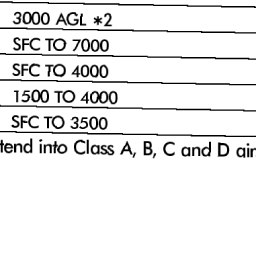 3000 AGL *2
SFC TO 7000
SFC TO 4000
1500 TO 4000
SFC TO 3500
tend into Class A, B, C and D air